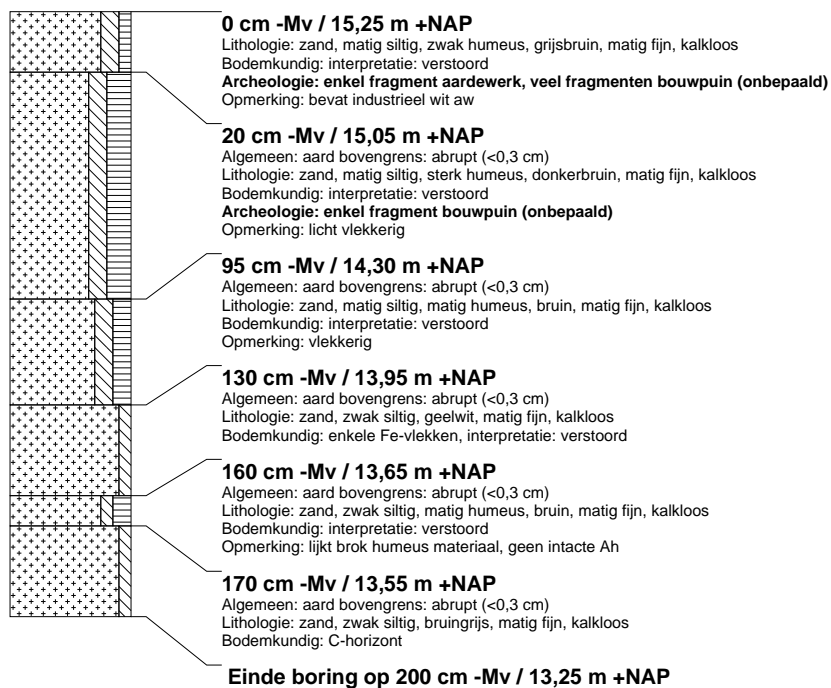 0 cm -Mv / 15,25 m +NAP
Lithologie: zand, matig siltig, zwak humeus, grijsbruin, matig fijn, kalkloos
Bodemkundig: interpretatie: verstoord
Archeologie: enkel fragment aardewerk, veel fragmenten bouwpuin (onbepaald)
Opmerking: bevat industrieel wit aw
20 cm -Mv / 15,05 m +NAP
Algemeen: aard bovengrens: abrupt (<0,3 cm)
Lithologie: zand, matig siltig, sterk humeus, donkerbruin, matig fijn, kalkloos
Bodemkundig: interpretatie: verstoord
Archeologie: enkel fragment bouwpuin (onbepaald)
Opmerking: licht vlekkerig
95 cm -Mv / 14,30 m +NAP
Algemeen: aard bovengrens: abrupt (<0,3 cm)
Lithologie: zand, matig siltig, matig humeus, bruin, matig fijn, kalkloos
Bodemkundig: interpretatie: verstoord
Opmerking: vlekkerig
130 cm -Mv / 13,95 m +NAP
Algemeen: aard bovengrens: abrupt (<0,3 cm)
Lithologie: zand, zwak siltig, geelwit, matig fijn, kalkloos
Bodemkundig: enkele Fe-vlekken, interpretatie: verstoord
160 cm -Mv / 13,65 m +NAP
Algemeen: aard bovengrens: abrupt (<0,3 cm)
Lithologie: zand, zwak siltig, matig humeus, bruin, matig fijn, kalkloos
Bodemkundig: interpretatie: verstoord
Opmerking: lijkt brok humeus materiaal, geen intacte Ah
170 cm -Mv / 13,55 m +NAP
Algemeen: aard bovengrens: abrupt (<0,3 cm)
Lithologie: zand, zwak siltig, bruingrijs, matig fijn, kalkloos
Bodemkundig: C-horizont
Einde boring op 200 cm -Mv / 13,25 m +NAP